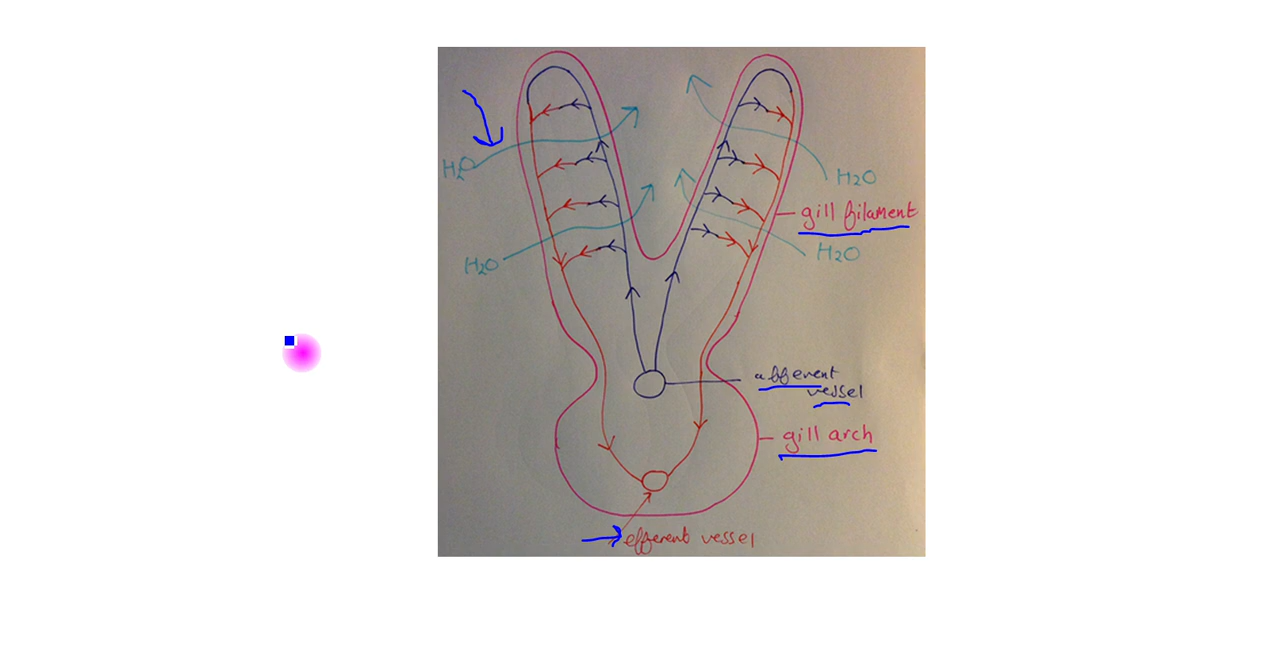 H2O
H2O
gill filament
H2O
H2O
afferent
vessel
gill arch
efferent vessel